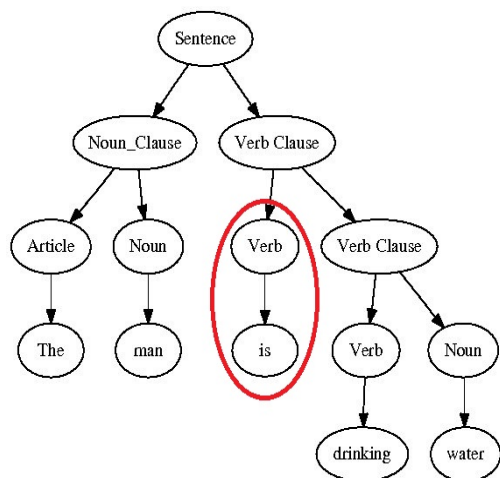 Sentence
Noun_Clause Verb Clause
Article Noun Verb Verb Clause
The man is Verb Noun
drinking water